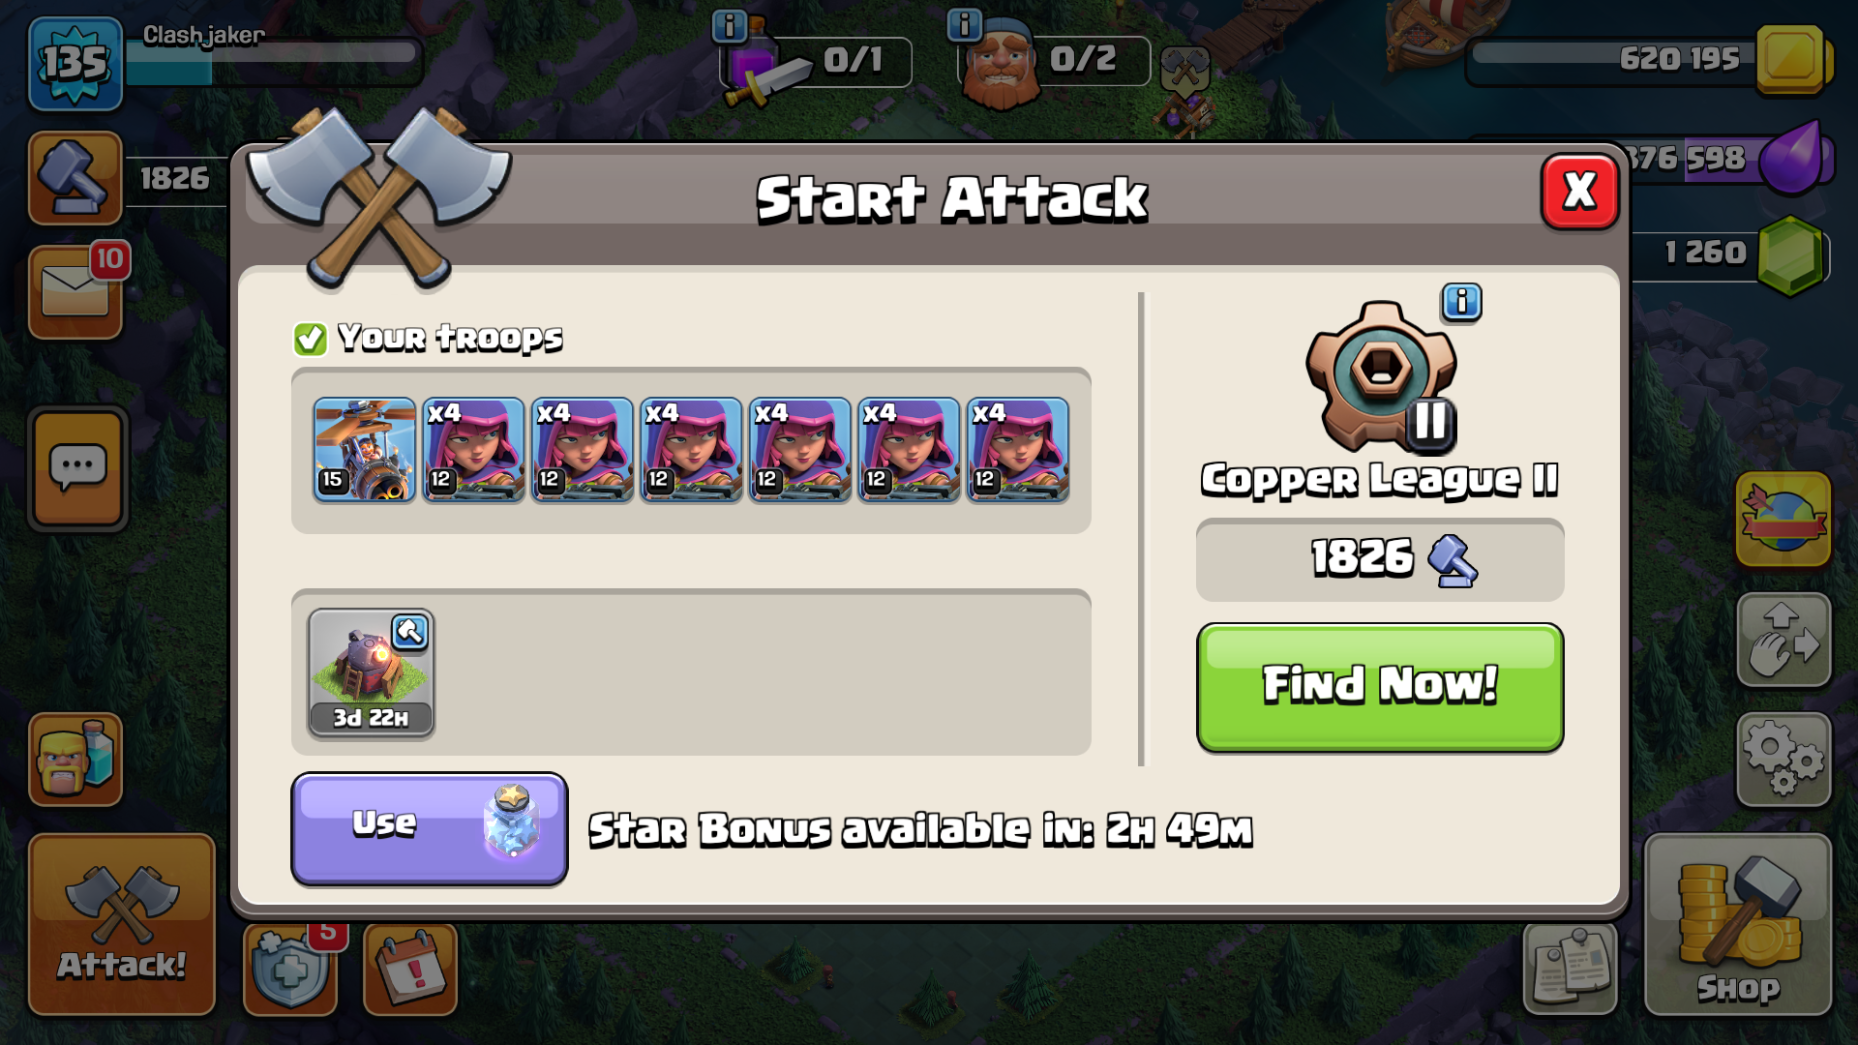 135
Clash jaker
0/1
0/2
620 195
1826
Start Attack
X
376 598
10
1 260
Your troops
x4
x4
x4
x4
x4
x4
15
12
12
12
12
12
12
II
Copper League II
1826
Find Now!
3d 22h
Use
Star Bonus available in: 2h 49m
Attack!
5
Shop